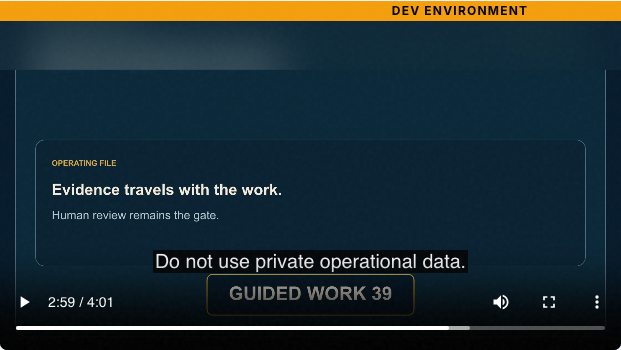 DEV ENVIRONMENT
OPERATING FILE
Evidence travels with the work.
Human review remains the gate.
Do not use private operational data.
GUIDED WORK 39
2:59 / 4:01